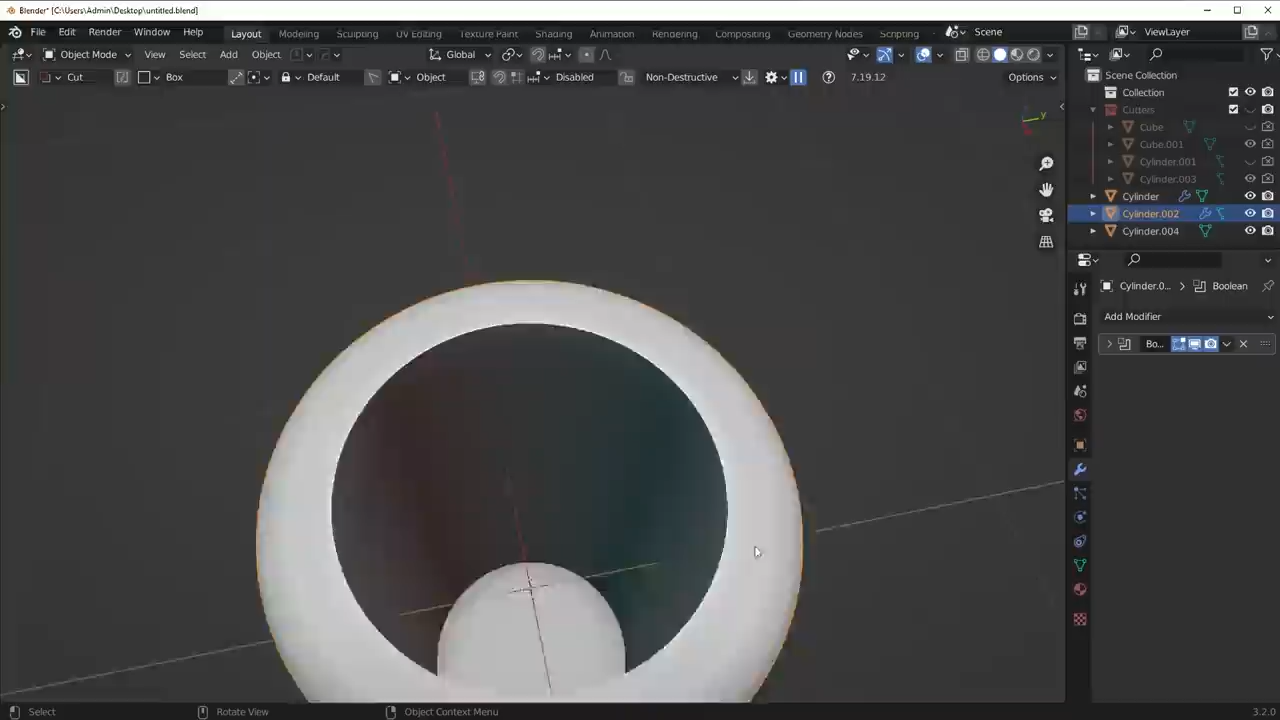 Blender* [C:\Users\Admin\Desktop\untitled.blend]
File Edit Render Window Help Layout Modeling Sculpting UV Editing Texture Paint Shading Animation Rendering Compositing Geometry Nodes Scripting Scene ViewLayer
Object Mode View Select Add Object Global
Cut Box Default Object Disabled Non-Destructive 7.19.12 Options
Scene Collection
Collection
Cutters
Cube
Cube.001
Cylinder.001
Cylinder.003
Cylinder
Cylinder.002
Cylinder.004
Y
Cylinder.0... > Boolean
Add Modifier
Bo...
Select Rotate View Object Context Menu 3.2.0